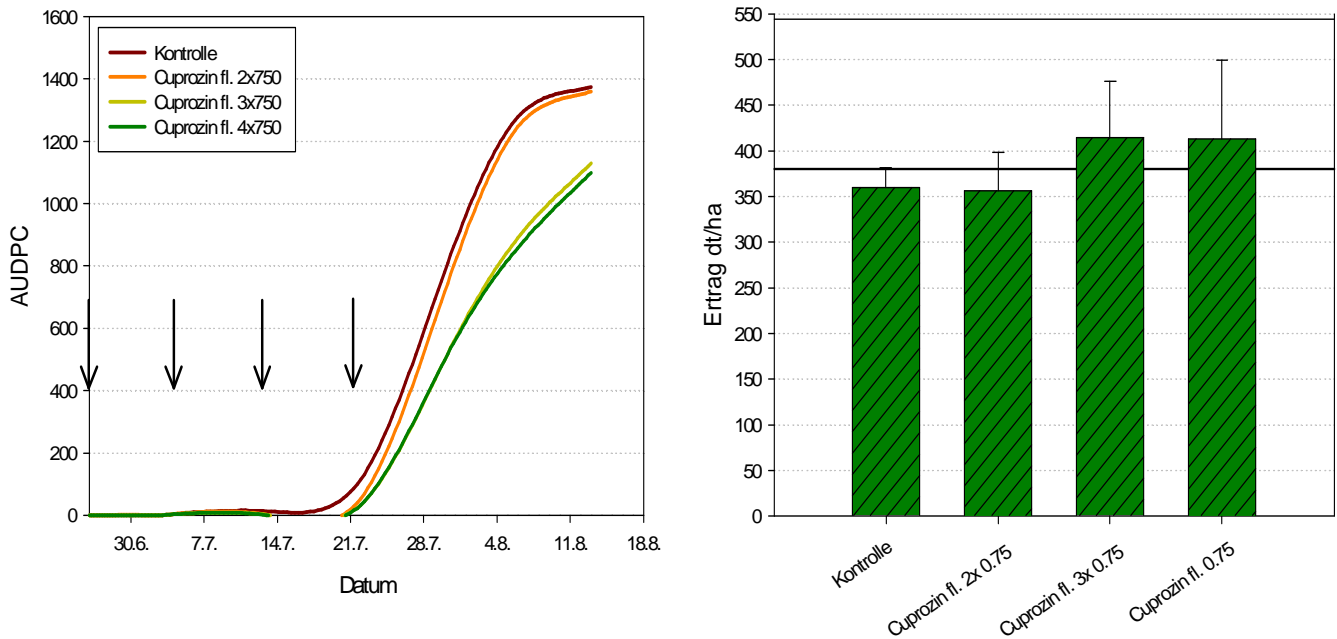 AUDPC
1600
1400
1200
1000
800
600
400
200
0
Kontrolle
Cuprozin fl. 2x750
Cuprozin fl. 3x750
Cuprozin fl. 4x750
30.6. 7.7. 14.7. 21.7. 28.7. 4.8. 11.8. 18.8.
Datum
Ertrag dt/ha
550
500
450
400
350
300
250
200
150
100
50
0
Kontrolle
Cuprozin fl. 2x 0.75
Cuprozin fl. 3x 0.75
Cuprozin fl. 0.75